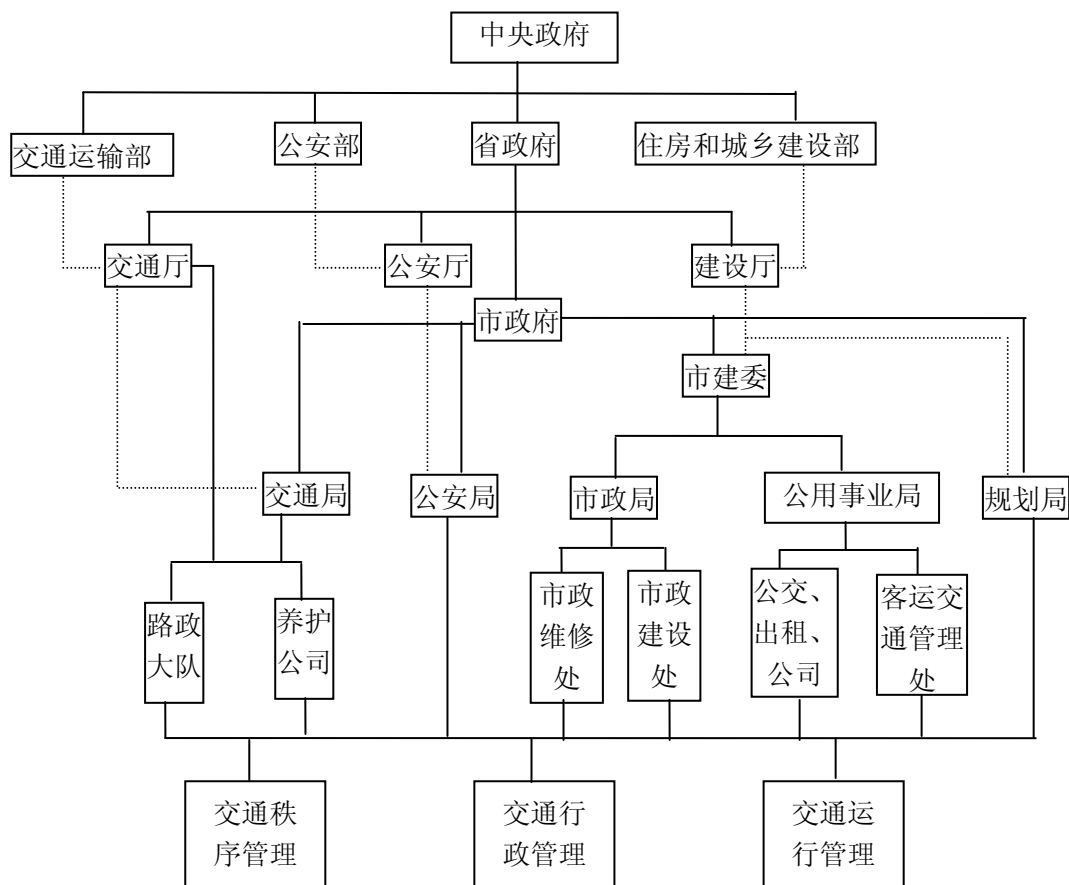 中央政府
交通运输部
公安部
省政府
住房和城乡建设部
交通厅
公安厅
建设厅
市政府
市建委
交通局
公安局
市政局
公用事业局
规划局
路政
大队
养护
公司
市政
维修
处
市政
建设
处
公交、
出租、
公司
客运交
通管理
处
交通秩
序管理
交通行
政管理
交通运
行管理